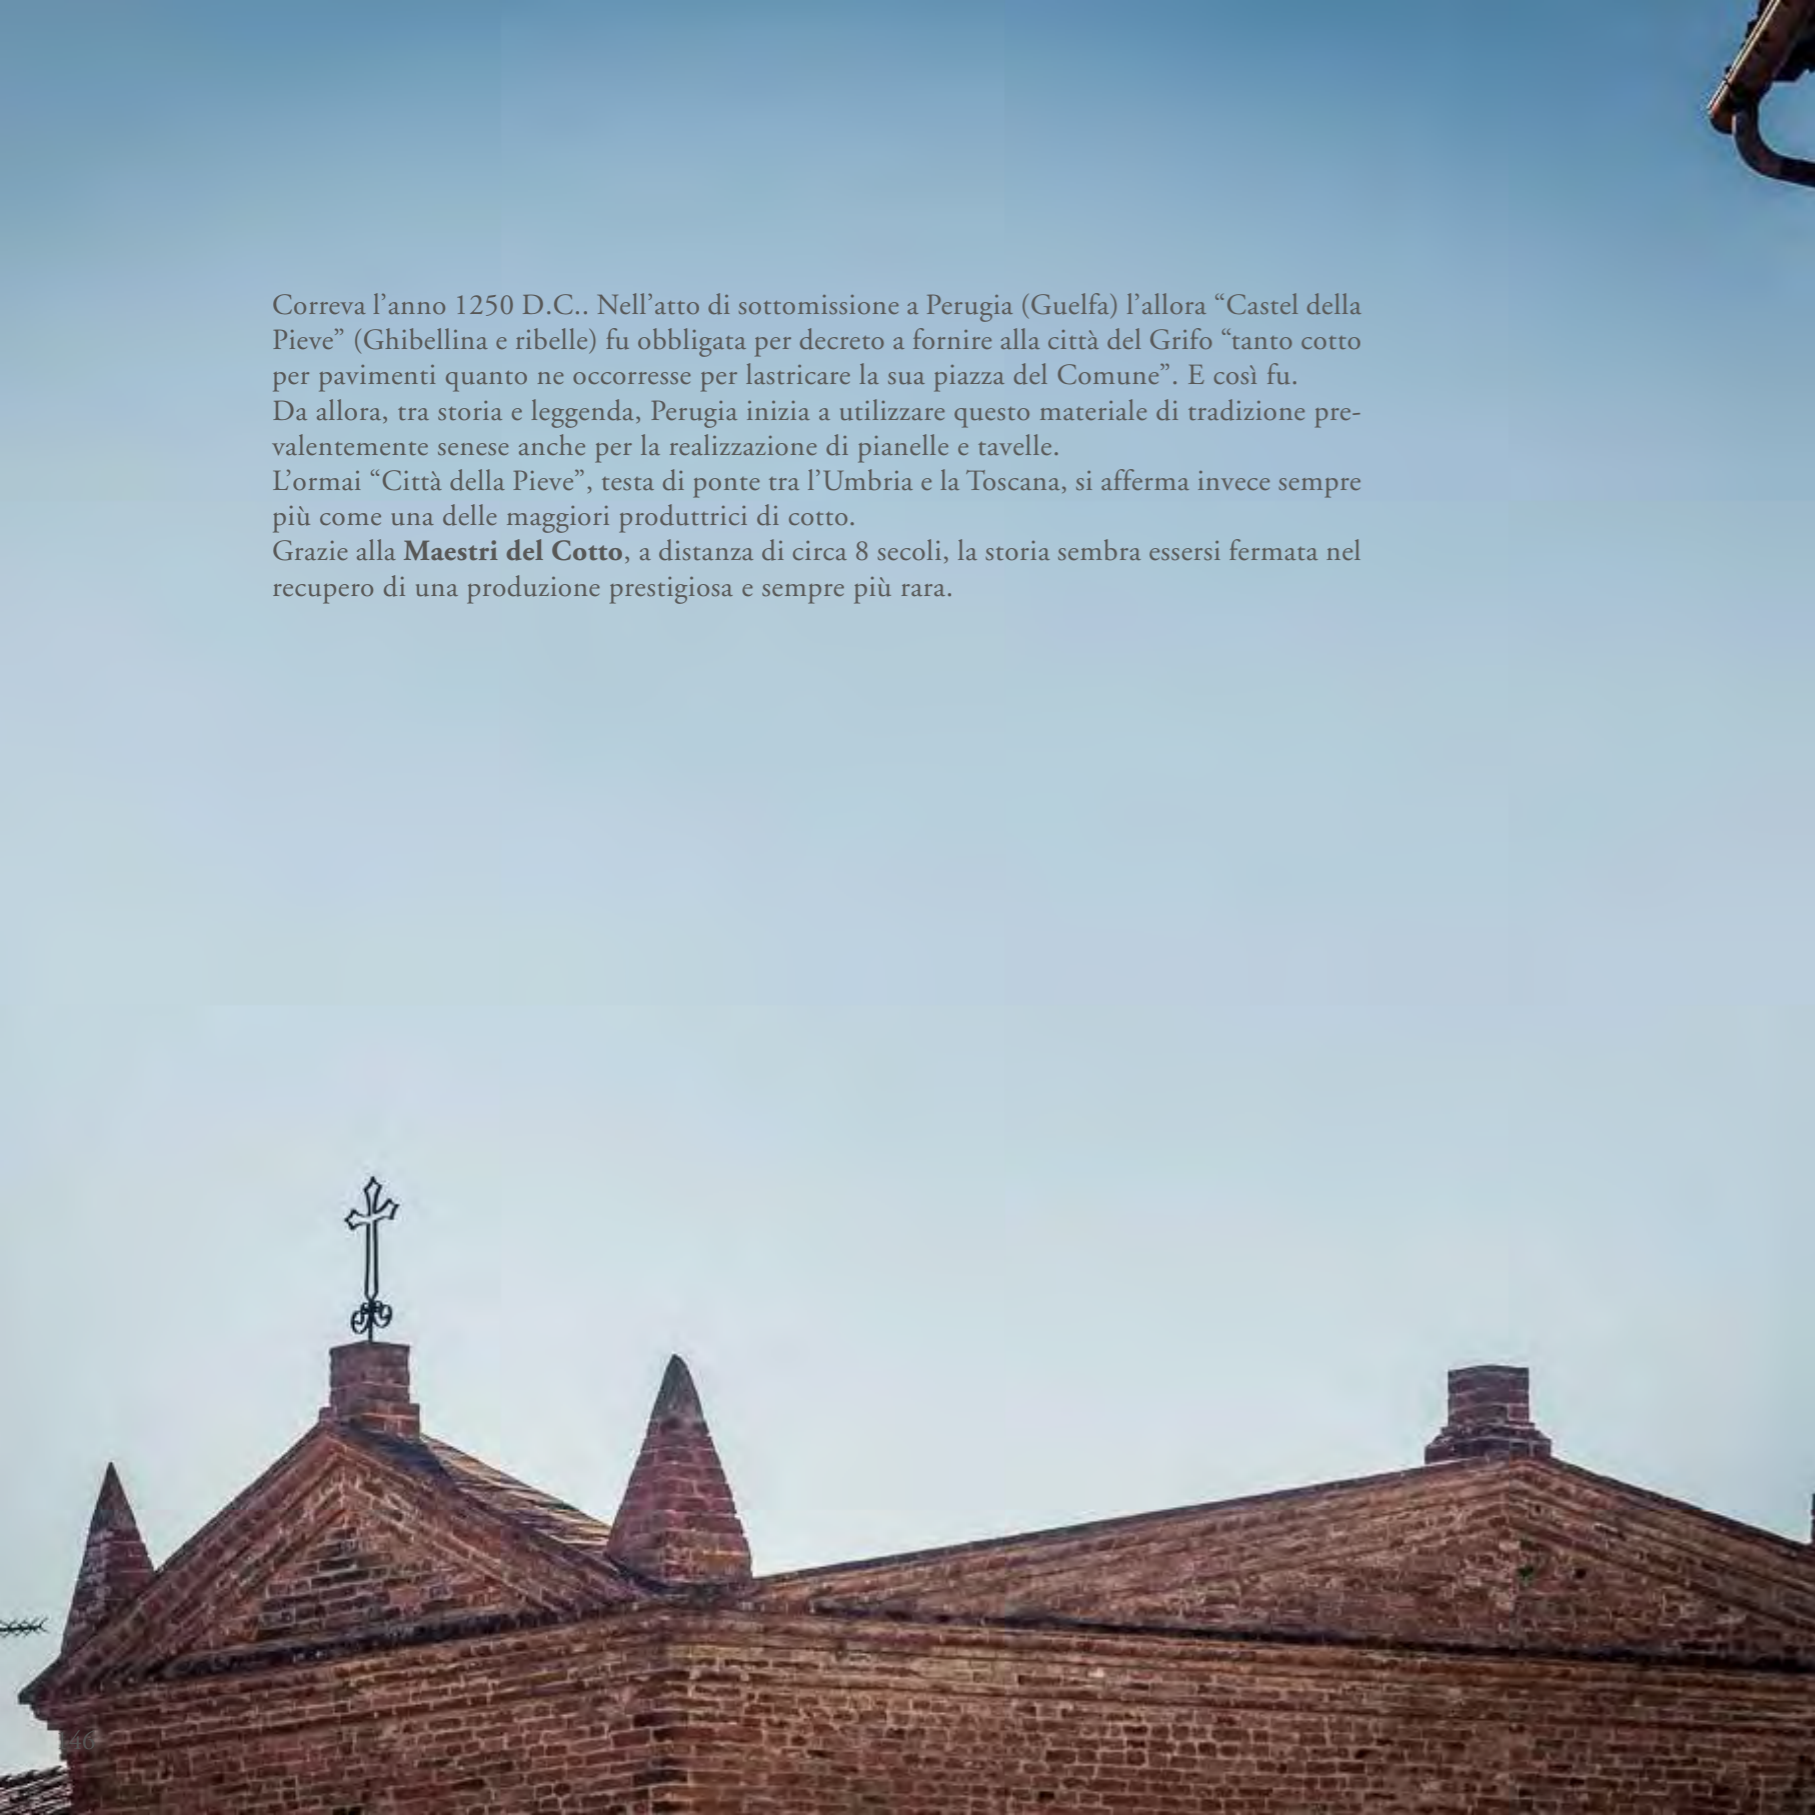 Correva l’anno 1250 D.C.. Nell’atto di sottomissione a Perugia (Guelfa) l’allora “Castel della
Pieve” (Ghibellina e ribelle) fu obbligata per decreto a fornire alla città del Grifo “tanto cotto
per pavimenti quanto ne occorresse per lastricare la sua piazza del Comune”. E così fu.
Da allora, tra storia e leggenda, Perugia inizia a utilizzare questo materiale di tradizione pre-
valentemente senese anche per la realizzazione di pianelle e tavelle.
L’ormai “Città della Pieve”, testa di ponte tra l’Umbria e la Toscana, si afferma invece sempre
più come una delle maggiori produttrici di cotto.
Grazie alla Maestri del Cotto, a distanza di circa 8 secoli, la storia sembra essersi fermata nel
recupero di una produzione prestigiosa e sempre più rara.